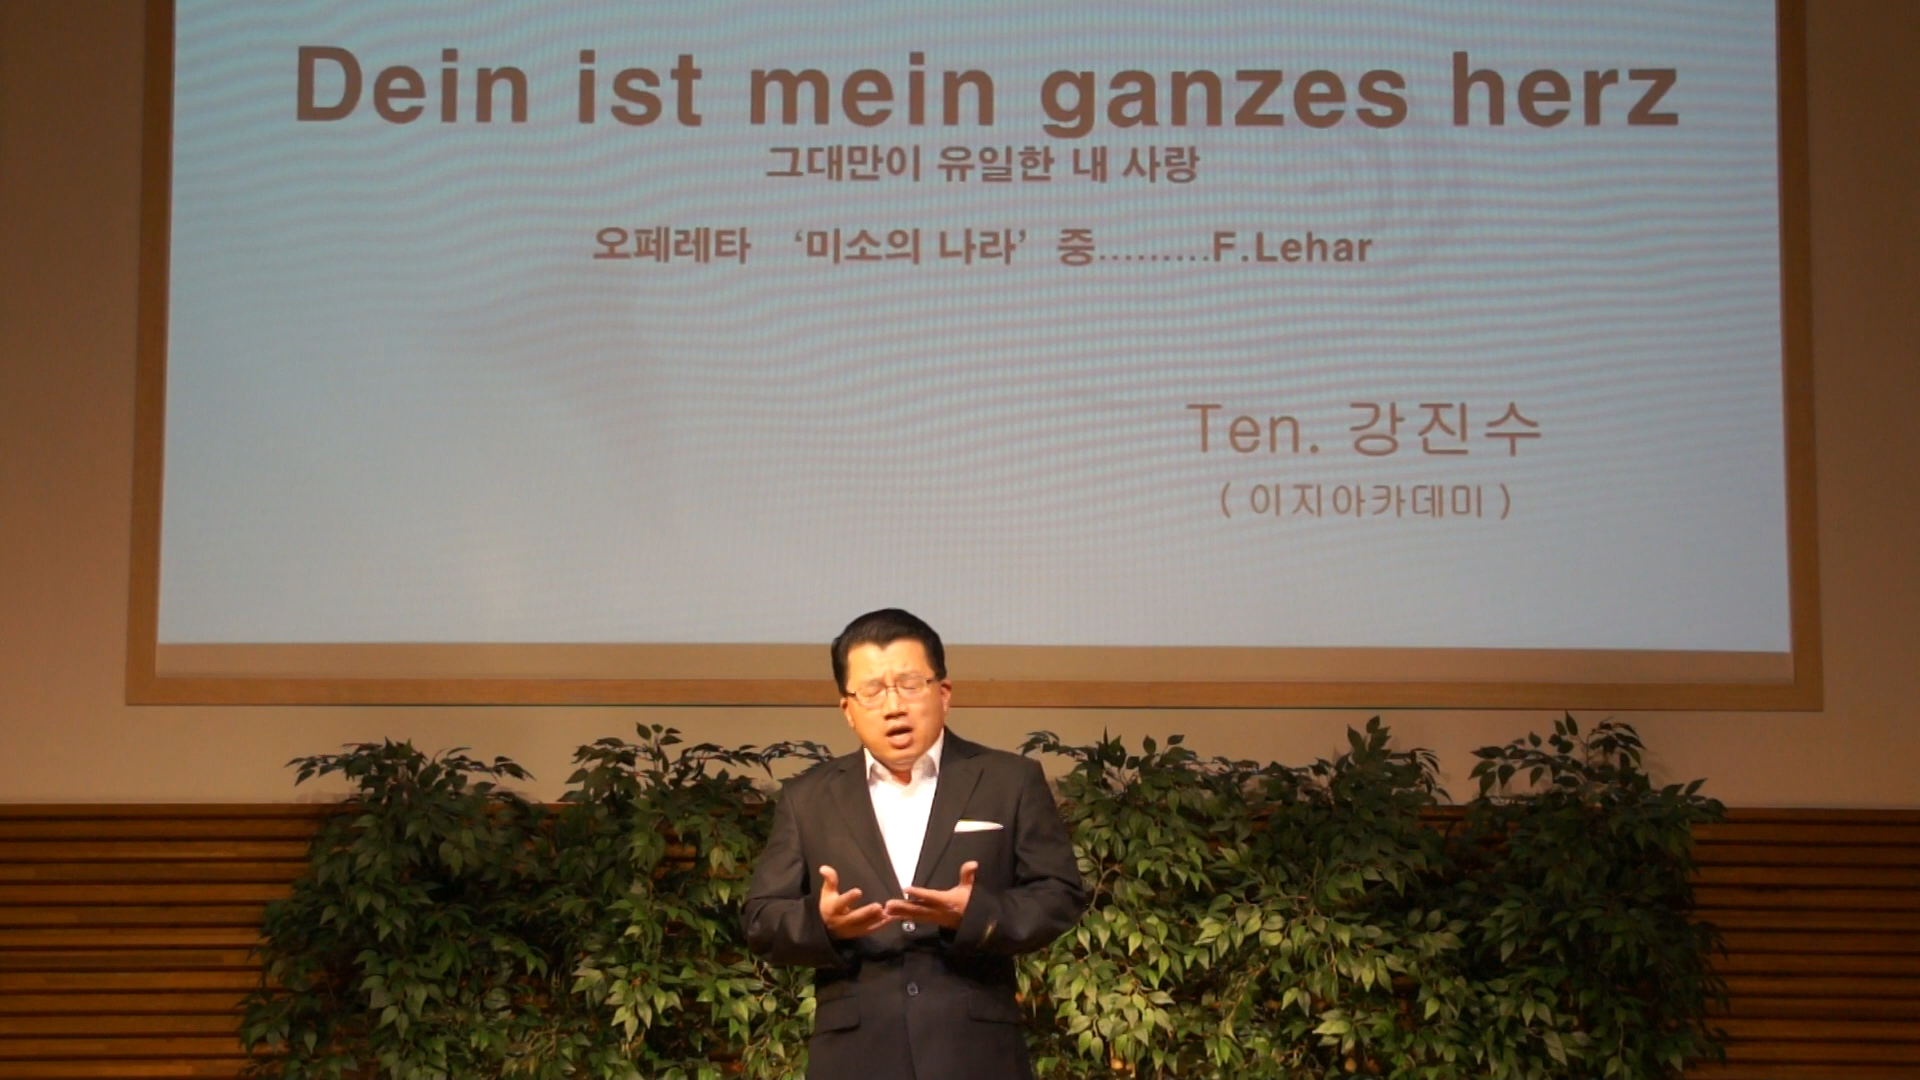 Dein ist mein ganzes herz
그대만이 유일한 내 사랑
오페레타 ‘미소의 나라’ 중.........F.Lehar
Ten. 강진수
( 이지아카데미 )